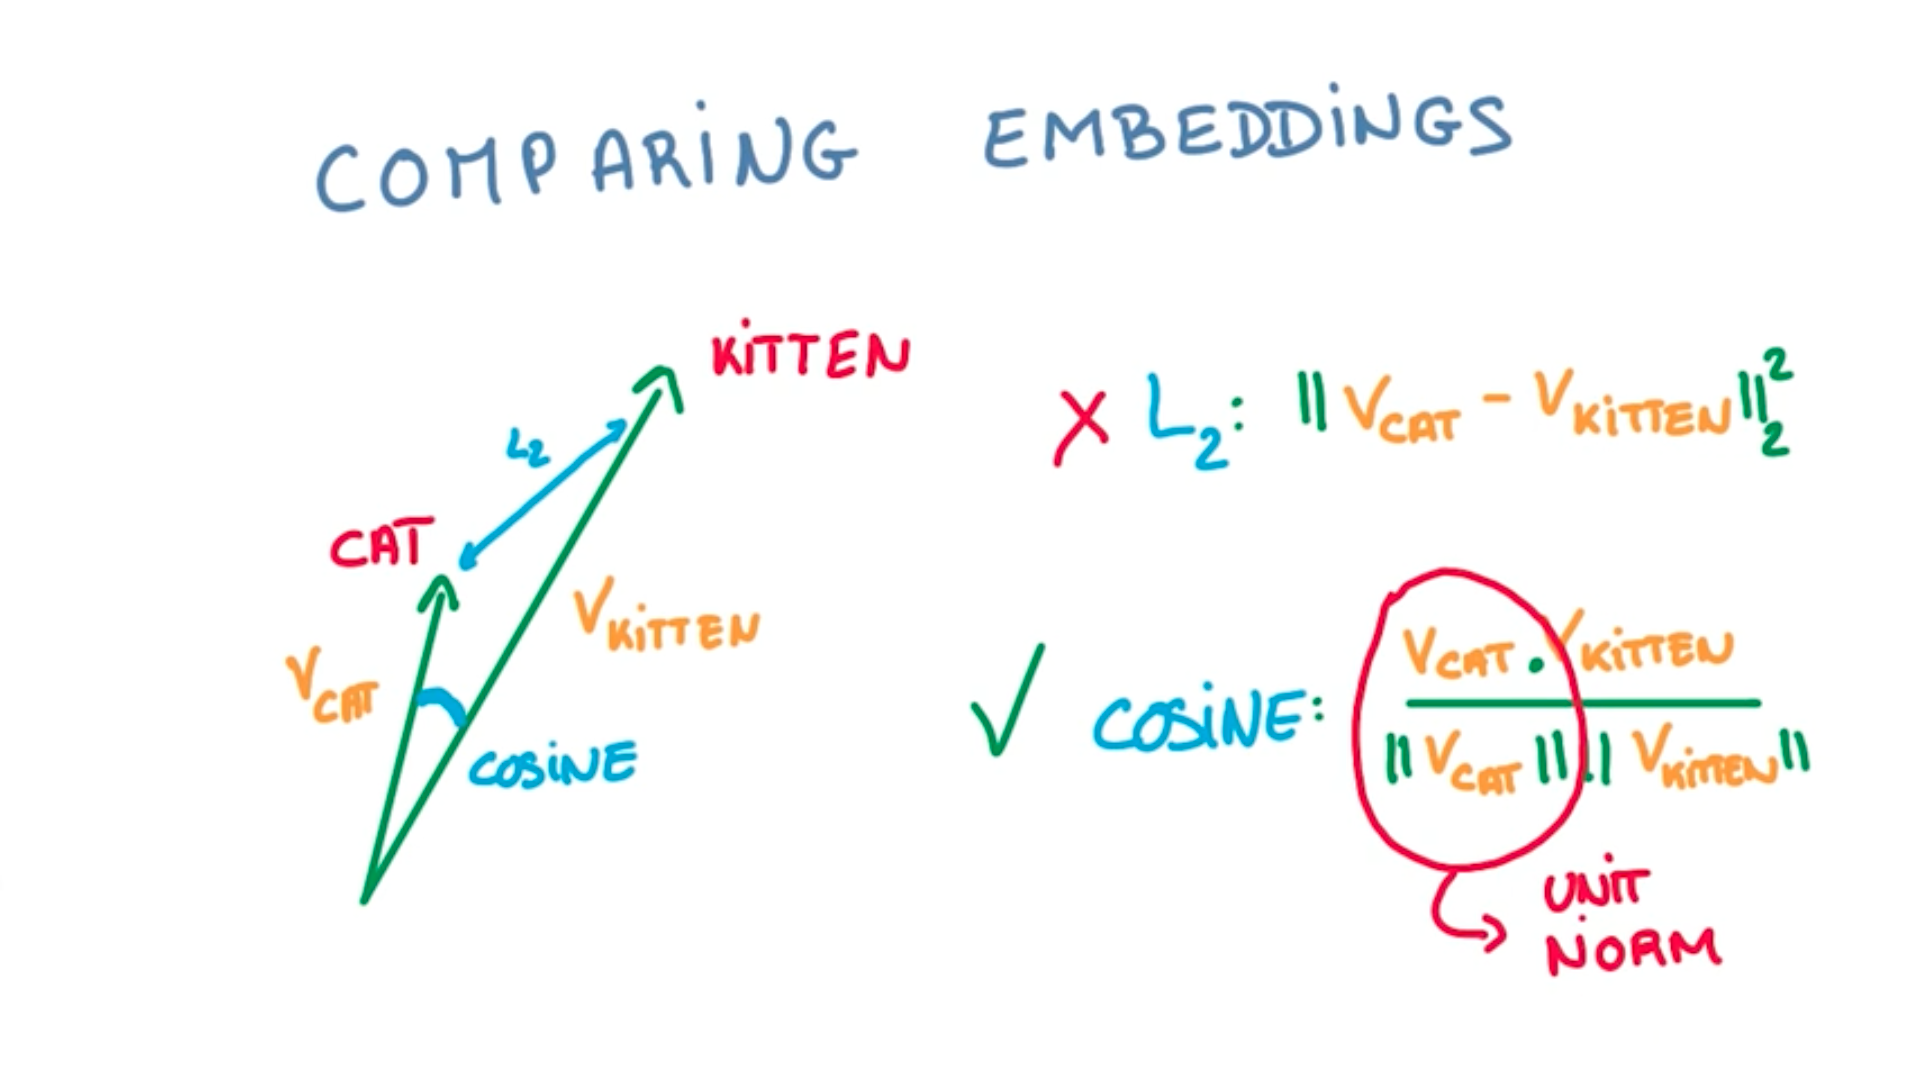 COMPARING EMBEDDINGS
KITTEN
L2
CAT
VKITTEN
VCAT
COSINE
X L2: ||VCAT - VKITTEN||₂²
✓ COSINE: VCAT . VKITTEN
||VCAT|| || VKITTEN||
UNIT
NORM